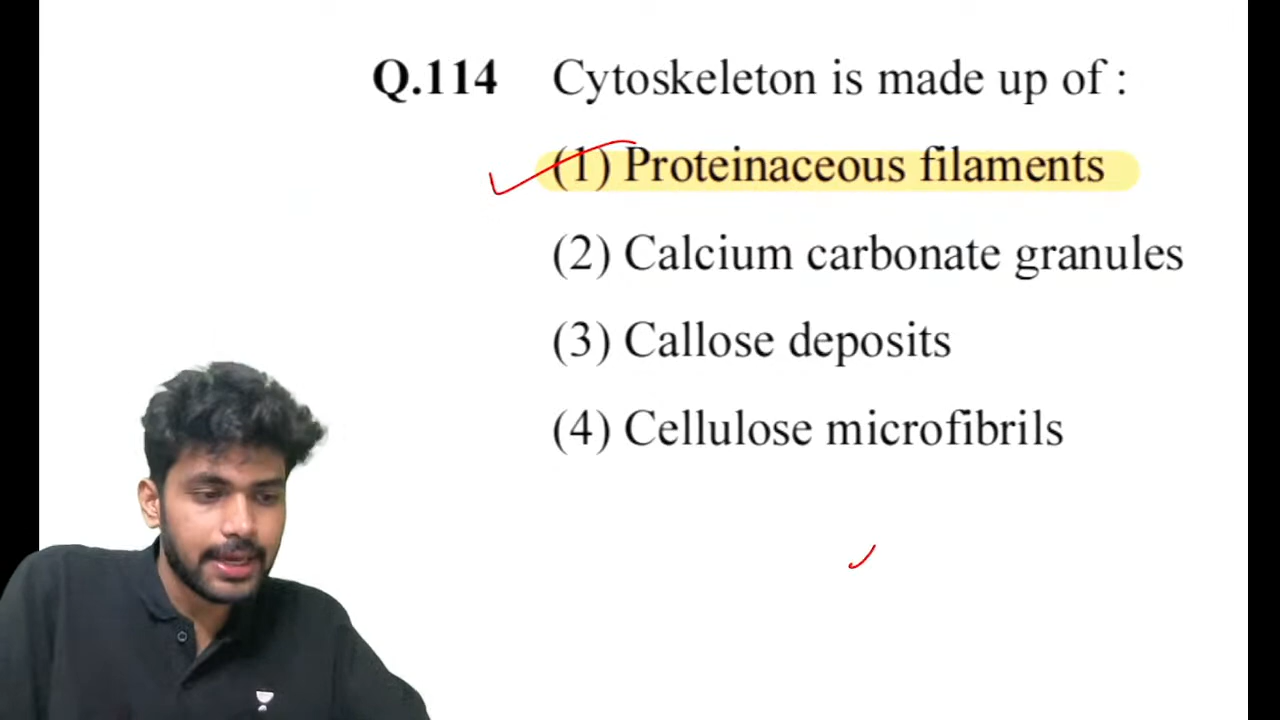 Q.114 Cytoskeleton is made up of :
(1) Proteinaceous filaments
(2) Calcium carbonate granules
(3) Callose deposits
(4) Cellulose microfibrils